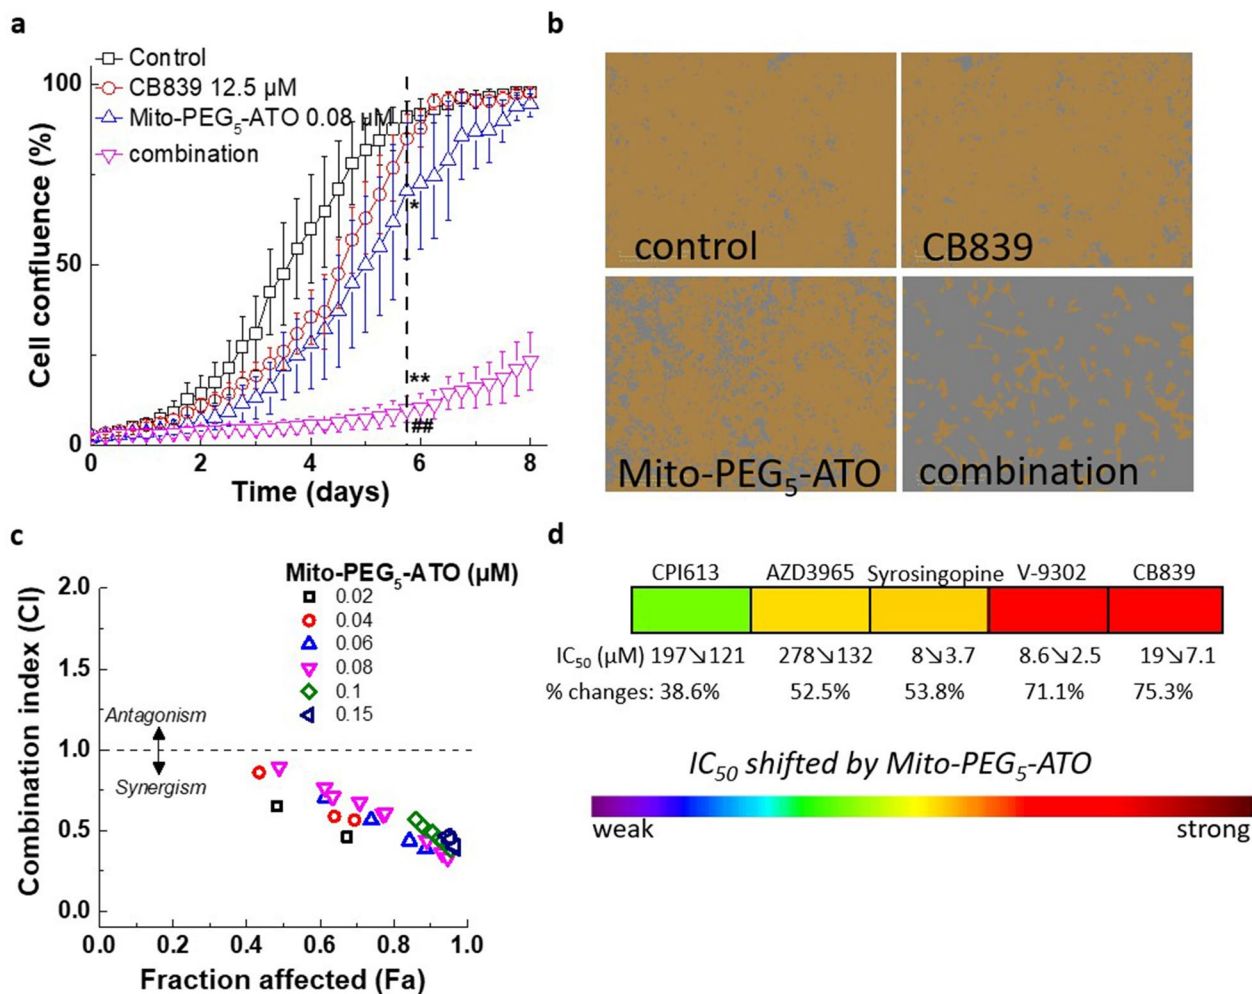 a
Control
CB839 12.5 µM
Mito-PEG5-ATO 0.08 µM
combination
Cell confluence (%)
100
50
0
*
**
##
0 2 4 6 8
Time (days)
b
control
CB839
Mito-PEG5-ATO
combination
c
Mito-PEG5-ATO (µM)
0.02
0.04
0.06
0.08
0.1
0.15
Combination index (CI)
2.0
1.5
1.0
0.5
0.0
Antagonism
Synergism
0.0 0.2 0.4 0.6 0.8 1.0
Fraction affected (Fa)
d
CPI613 AZD3965 Syrosingopine V-9302 CB839
IC50 (µM) 197↘121 278↘132 8↘3.7 8.6↘2.5 19↘7.1
% changes: 38.6% 52.5% 53.8% 71.1% 75.3%
IC50 shifted by Mito-PEG5-ATO
weak strong